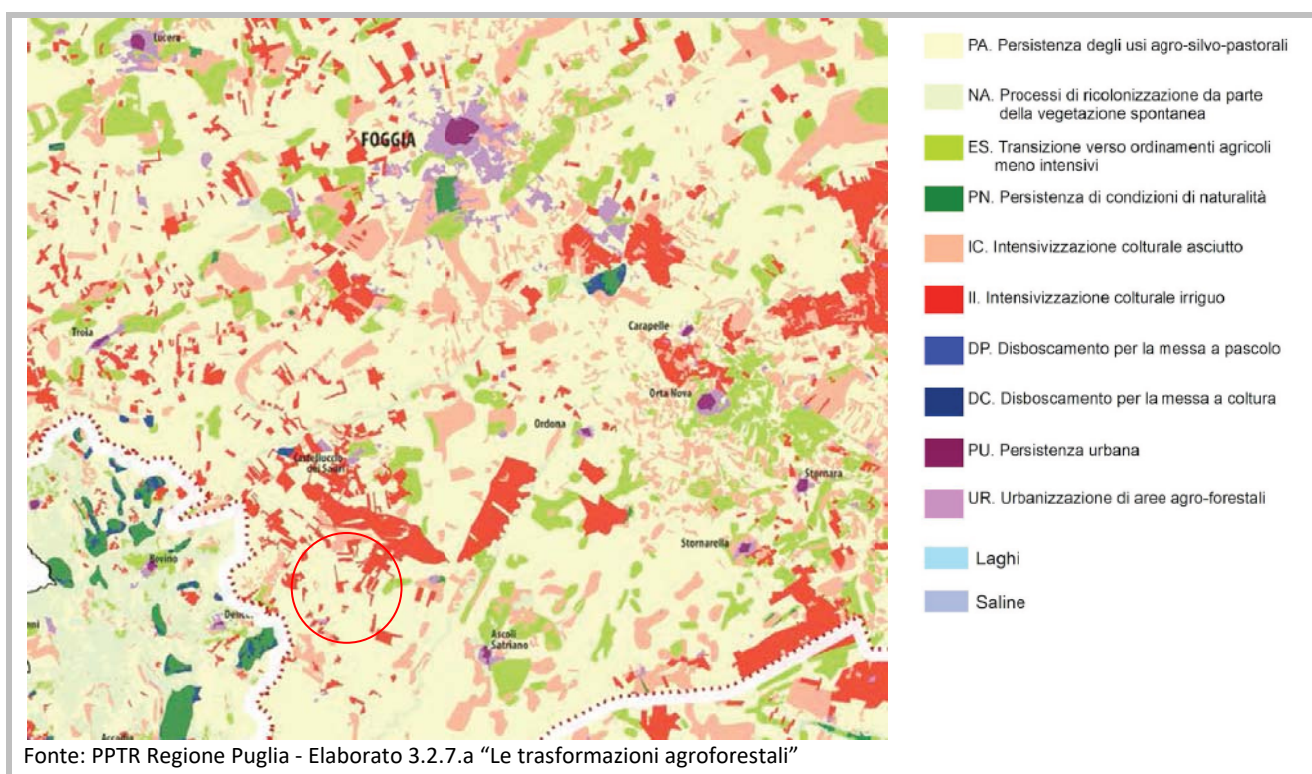 Lucera
FOGGIA
Troia
Carapelle
Orta Nova
Ordona
Castelluccio
dei Sauri
Stornara
Stornarella
Bovino
Ascoli
Satriano
PA. Persistenza degli usi agro-silvo-pastorali
NA. Processi di ricolonizzazione da parte
della vegetazione spontanea
ES. Transizione verso ordinamenti agricoli
meno intensivi
PN. Persistenza di condizioni di naturalità
IC. Intensivizzazione colturale asciutto
II. Intensivizzazione colturale irriguo
DP. Disboscamento per la messa a pascolo
DC. Disboscamento per la messa a coltura
PU. Persistenza urbana
UR. Urbanizzazione di aree agro-forestali
Laghi
Saline
Fonte: PPTR Regione Puglia - Elaborato 3.2.7.a “Le trasformazioni agroforestali”